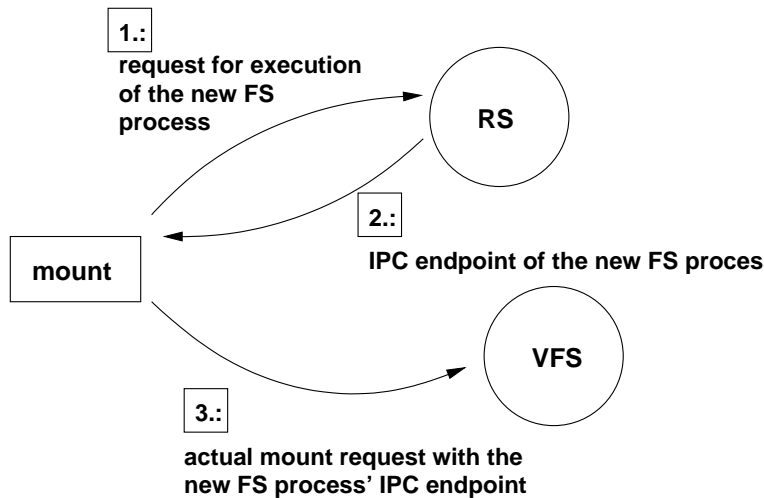 1.:
request for execution
of the new FS
process
RS
2.:
IPC endpoint of the new FS proces
mount
VFS
3.:
actual mount request with the
new FS process’ IPC endpoint